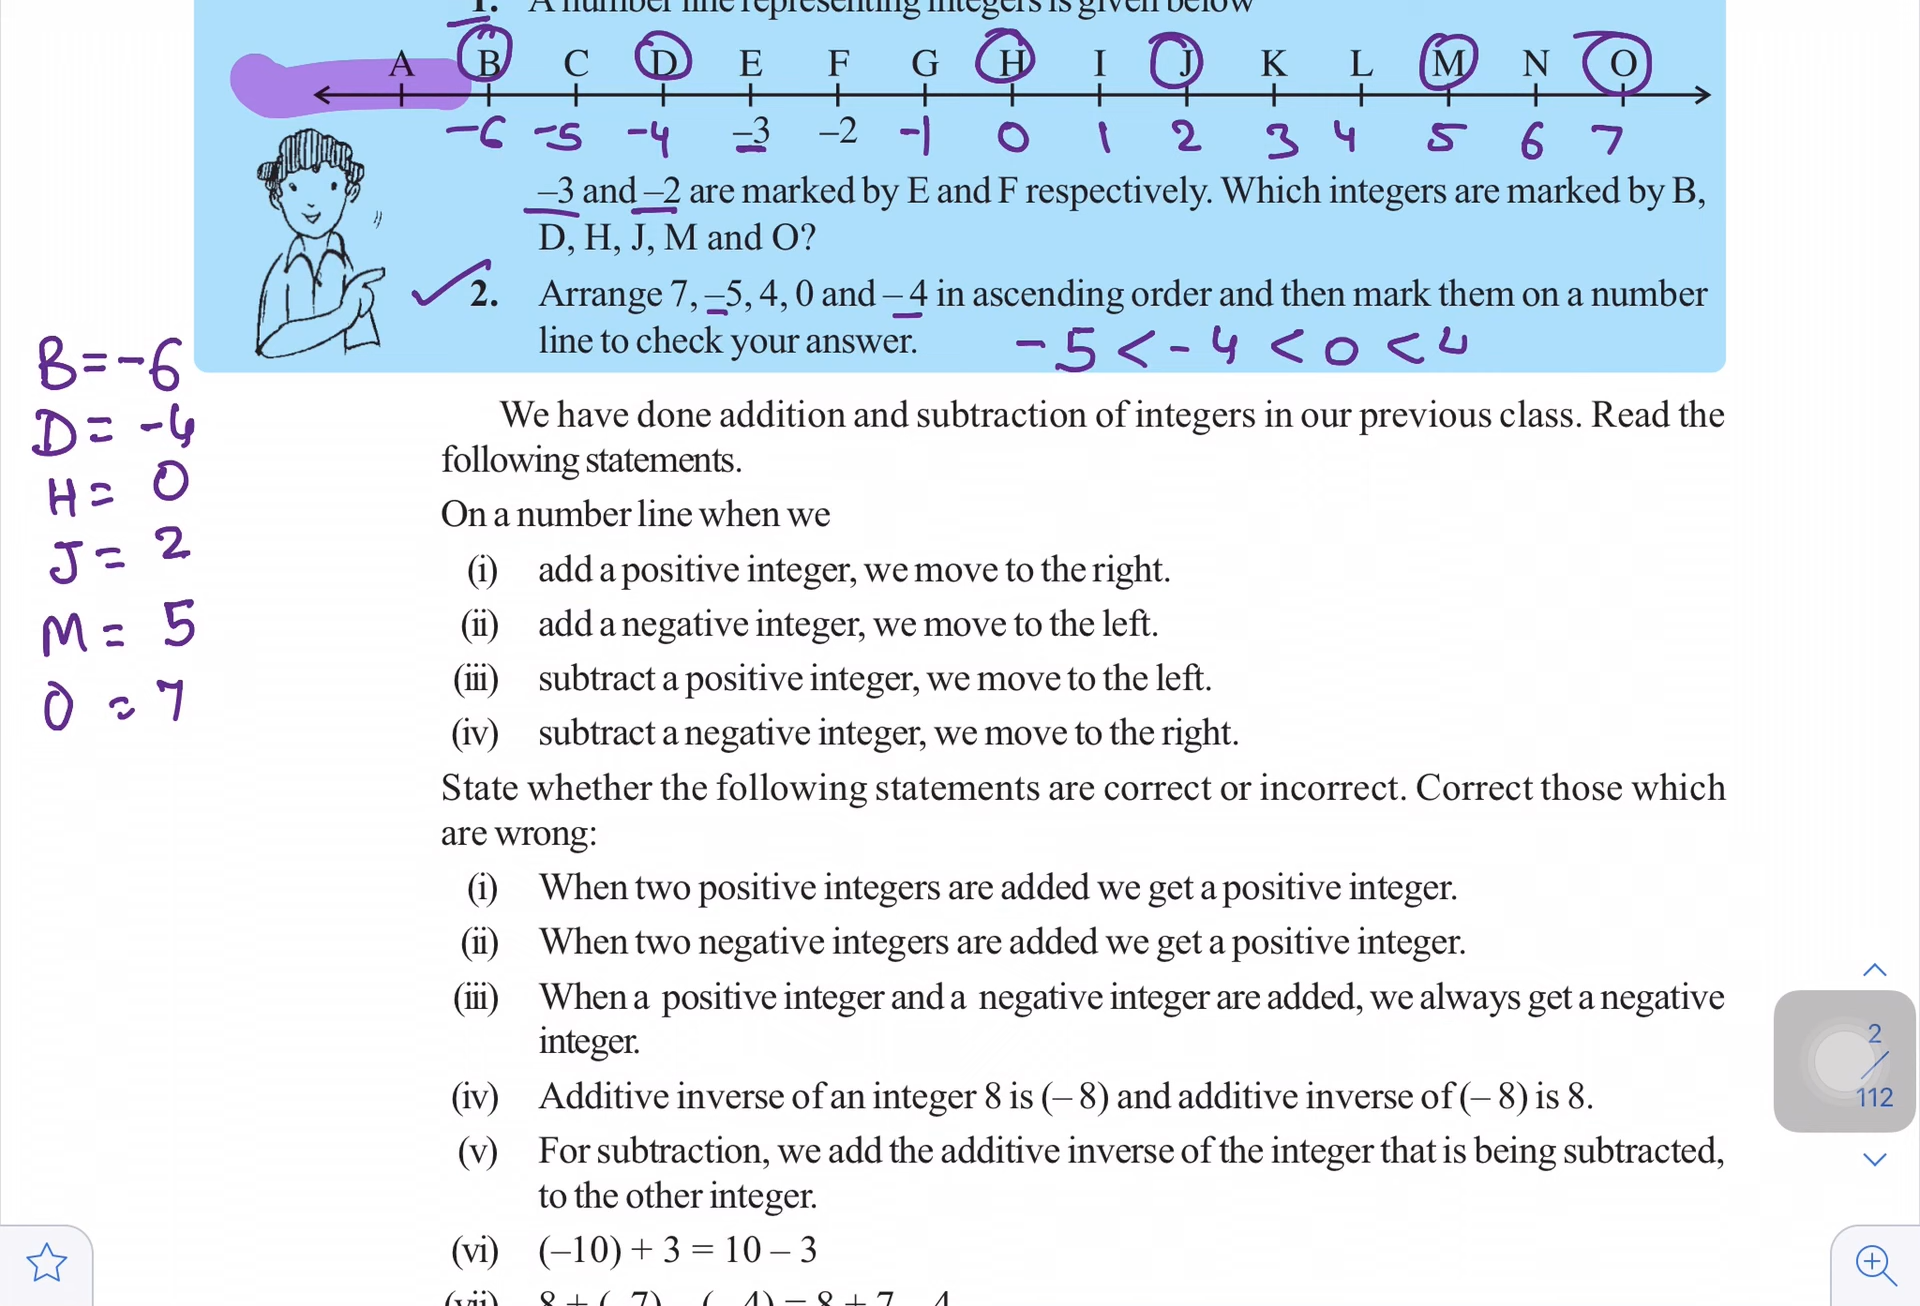 1. A number line representing integers is given below
A B C D E F G H I J K L M N O
-6 -5 -4 –3 –2 -1 0 1 2 3 4 5 6 7
–3 and –2 are marked by E and F respectively. Which integers are marked by B,
D, H, J, M and O?
2. Arrange 7, –5, 4, 0 and – 4 in ascending order and then mark them on a number
line to check your answer. -5 < -4 < 0 < 4
B = -6
D = -4
H = 0
J = 2
M = 5
O = 7
We have done addition and subtraction of integers in our previous class. Read the
following statements.
On a number line when we
(i) add a positive integer, we move to the right.
(ii) add a negative integer, we move to the left.
(iii) subtract a positive integer, we move to the left.
(iv) subtract a negative integer, we move to the right.
State whether the following statements are correct or incorrect. Correct those which
are wrong:
(i) When two positive integers are added we get a positive integer.
(ii) When two negative integers are added we get a positive integer.
(iii) When a positive integer and a negative integer are added, we always get a negative
integer.
(iv) Additive inverse of an integer 8 is (– 8) and additive inverse of (– 8) is 8.
(v) For subtraction, we add the additive inverse of the integer that is being subtracted,
to the other integer.
(vi) (–10) + 3 = 10 – 3
2
/
112